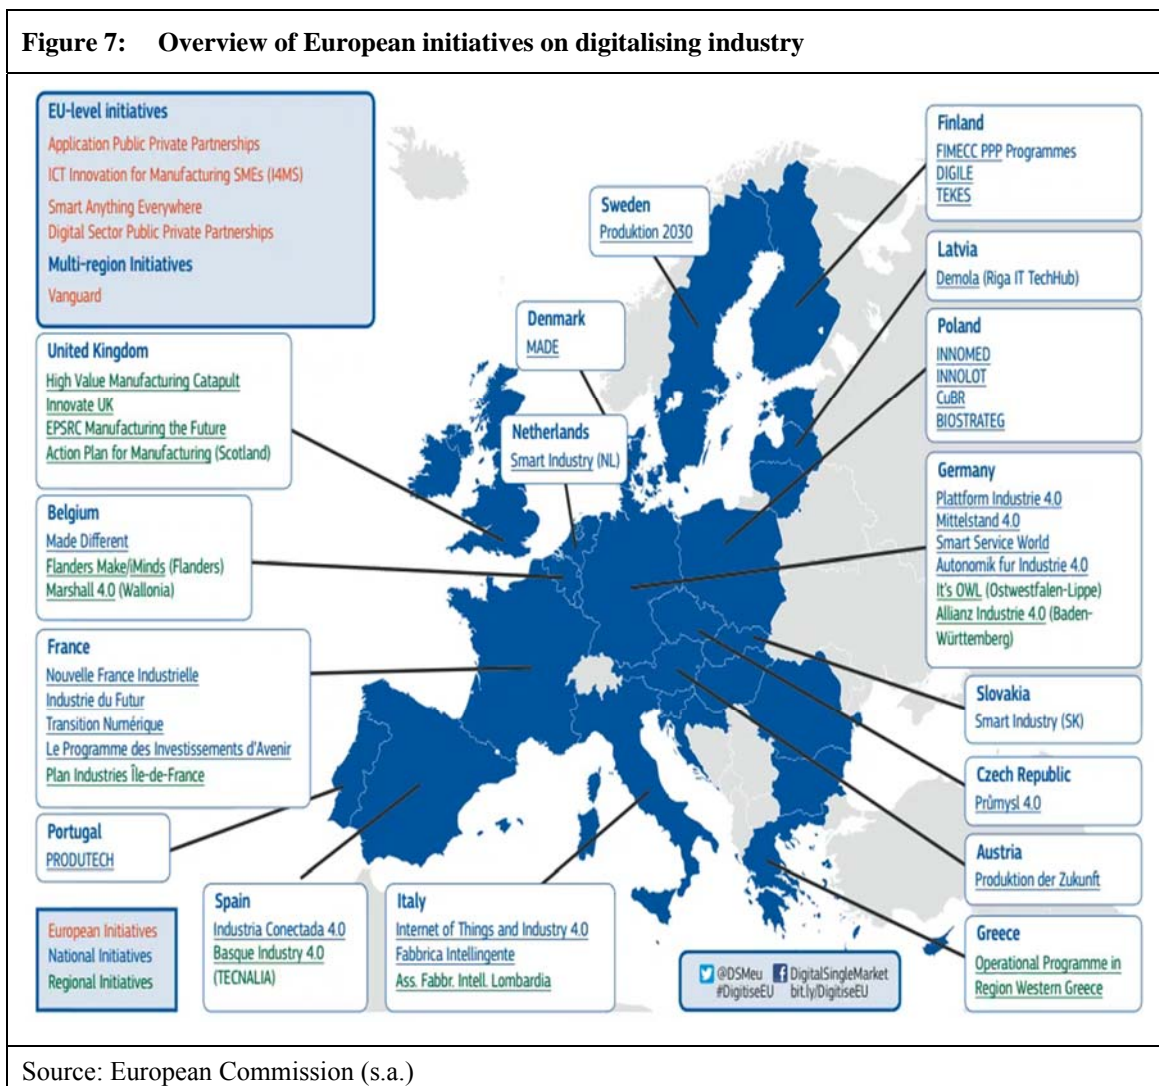 Figure 7: Overview of European initiatives on digitalising industry
EU-level initiatives
Application Public Private Partnerships
ICT Innovation for Manufacturing SMEs (I4MS)
Smart Anything Everywhere
Digital Sector Public Private Partnerships
Multi-region Initiatives
Vanguard
United Kingdom
High Value Manufacturing Catapult
Innovate UK
EPSRC Manufacturing the Future
Action Plan for Manufacturing (Scotland)
Belgium
Made Different
Flanders Make/iMinds (Flanders)
Marshall 4.0 (Wallonia)
France
Nouvelle France Industrielle
Industrie du Futur
Transition Numérique
Le Programme des Investissements d'Avenir
Plan Industries Île-de-France
Portugal
PRODUTECH
European Initiatives
National Initiatives
Regional Initiatives
Spain
Industria Conectada 4.0
Basque Industry 4.0
(TECNALIA)
Italy
Internet of Things and Industry 4.0
Fabbrica Intellingente
Ass. Fabbr. Intell. Lombardia
Sweden
Produktion 2030
Denmark
MADE
Netherlands
Smart Industry (NL)
Finland
FIMECC PPP Programmes
DIGILE
TEKES
Latvia
Demola (Riga IT TechHub)
Poland
INNOMED
INNOLOT
CuBR
BIOSTRATEG
Germany
Plattform Industrie 4.0
Mittelstand 4.0
Smart Service World
Autonomik fur Industrie 4.0
It's OWL (Ostwestfalen-Lippe)
Allianz Industrie 4.0 (Baden-
Württemberg)
Slovakia
Smart Industry (SK)
Czech Republic
Průmysl 4.0
Austria
Produktion der Zukunft
Greece
Operational Programme in
Region Western Greece
@DSMeu DigitalSingleMarket
#DigitiseEU bit.ly/DigitiseEU
Source: European Commission (s.a.)